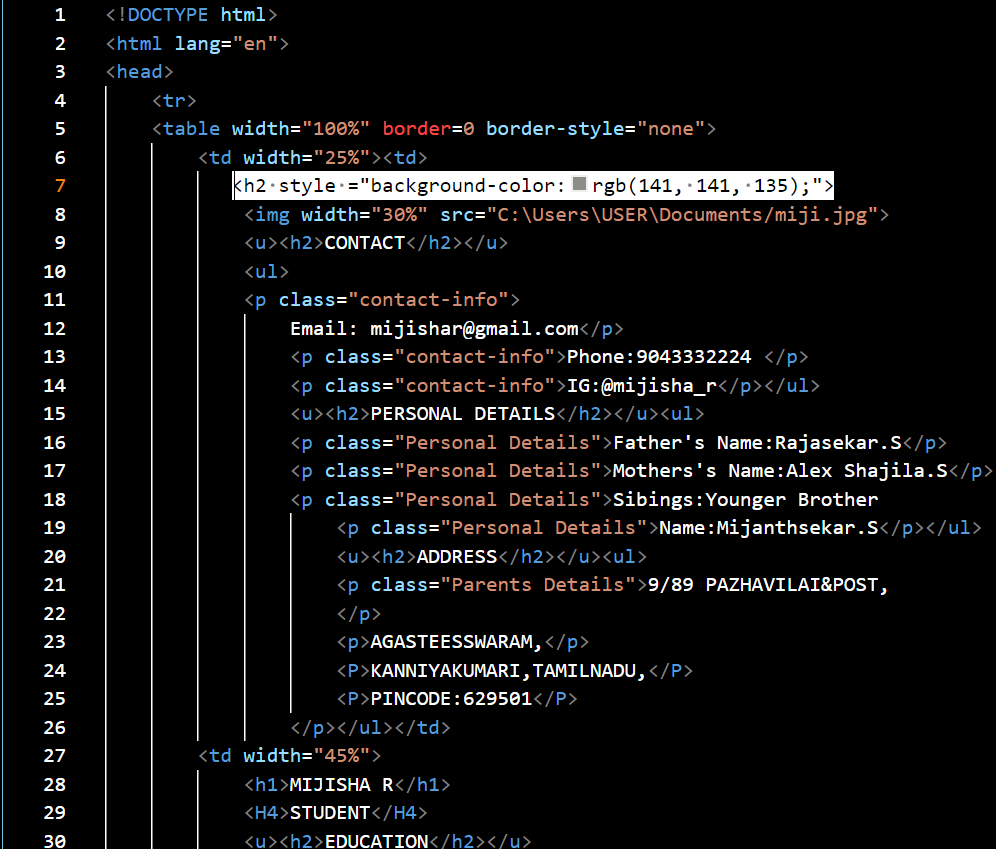 1 <!DOCTYPE html>
2 <html lang="en">
3 <head>
4 <tr>
5 <table width="100%" border=0 border-style="none">
6 <td width="25%"><td>
7 <h2 style ="background-color: rgb(141, 141, 135);">
8 <img width="30%" src="C:\Users\USER\Documents/miji.jpg">
9 <u><h2>CONTACT</h2></u>
10 <ul>
11 <p class="contact-info">
12 Email: mijishar@gmail.com</p>
13 <p class="contact-info">Phone:9043332224 </p>
14 <p class="contact-info">IG:@mijisha_r</p></ul>
15 <u><h2>PERSONAL DETAILS</h2></u><ul>
16 <p class="Personal Details">Father's Name:Rajasekar.S</p>
17 <p class="Personal Details">Mothers's Name:Alex Shajila.S</p>
18 <p class="Personal Details">Sibings:Younger Brother
19 <p class="Personal Details">Name:Mijanthsekar.S</p></ul>
20 <u><h2>ADDRESS</h2></u><ul>
21 <p class="Parents Details">9/89 PAZHAVILAI&POST,
22 </p>
23 <p>AGASTEESSWARAM,</p>
24 <P>KANNIYAKUMARI,TAMILNADU,</P>
25 <P>PINCODE:629501</P>
26 </p></ul></td>
27 <td width="45%">
28 <h1>MIJISHA R</h1>
29 <H4>STUDENT</H4>
30 <u><h2>EDUCATION</h2></u>